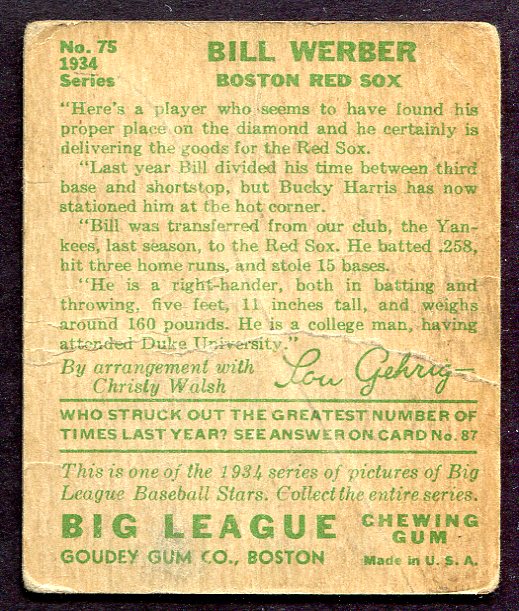 No. 75
1934
Series
BILL WERBER
BOSTON RED SOX
"Here's a player who seems to have found his
proper place on the diamond and he certainly is
delivering the goods for the Red Sox.
"Last year Bill divided his time between third
base and shortstop, but Bucky Harris has now
stationed him at the hot corner.
"Bill was transferred from our club, the Yan-
kees, last season, to the Red Sox. He batted .258,
hit three home runs, and stole 15 bases.
"He is a right-hander, both in batting and
throwing, five feet, 11 inches tall, and weighs
around 160 pounds. He is a college man, having
attended Duke University."
By arrangement with
Christy Walsh
Lou Gehrig
WHO STRUCK OUT THE GREATEST NUMBER OF
TIMES LAST YEAR? SEE ANSWER ON CARD No. 87
This is one of the 1934 series of pictures of Big
League Baseball Stars. Collect the entire series.
BIG LEAGUE CHEWING
GUM
GOUDEY GUM CO., BOSTON Made in U. S. A.